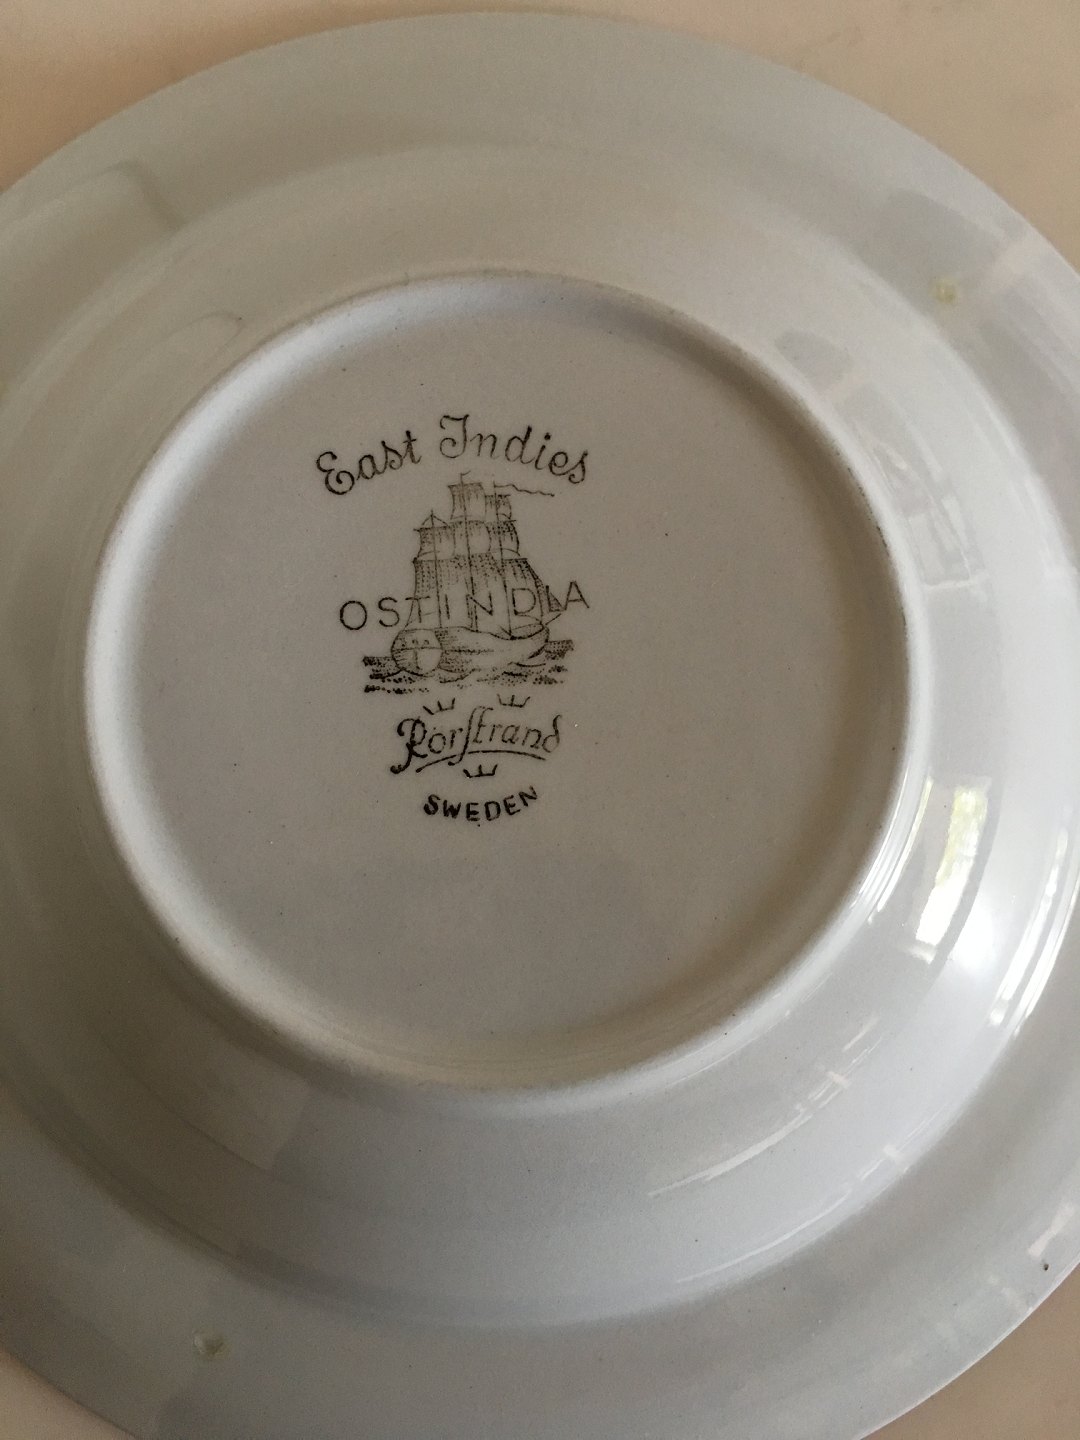 East Indies
OSTINDIA
Rörstrand
SWEDEN